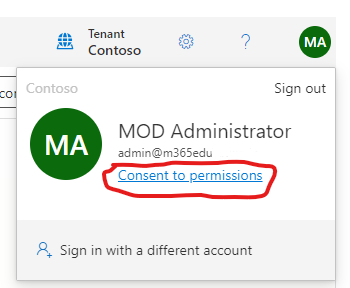 Tenant
Contoso
?
MA
cor
Contoso
Sign out
MA
MOD Administrator
admin@m365edu
Consent to permissions
Sign in with a different account